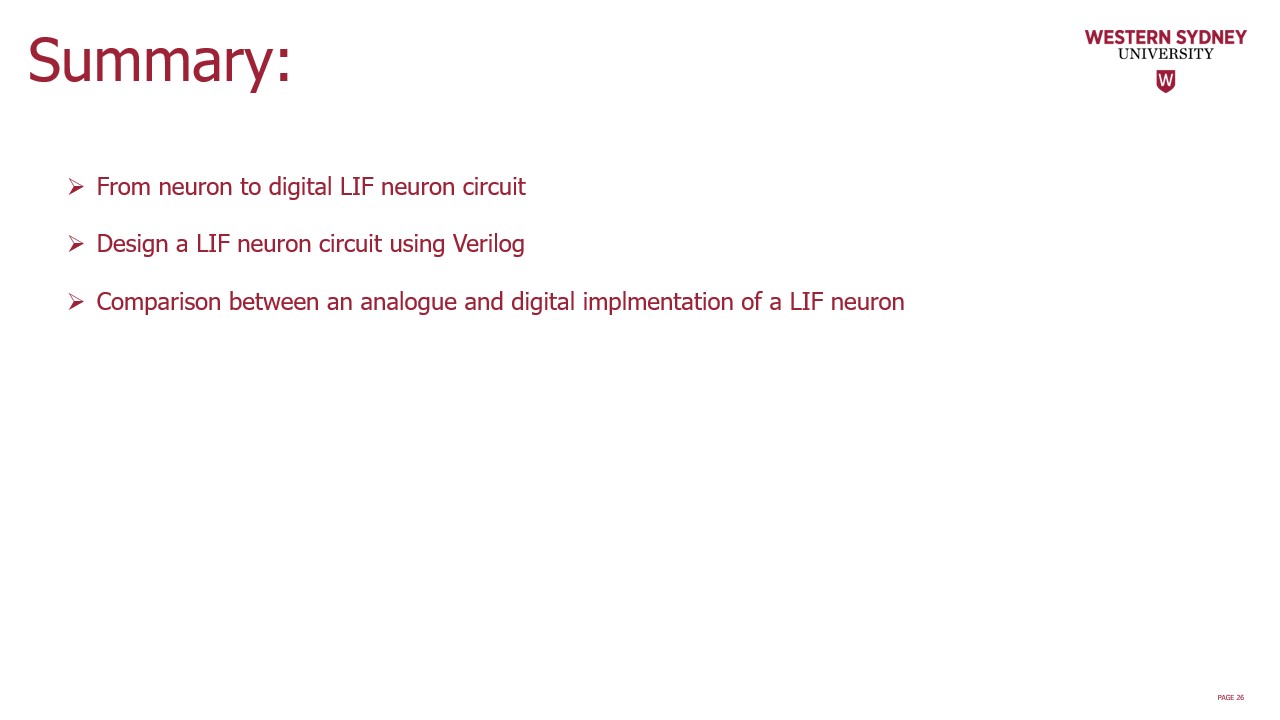 Summary:
WESTERN SYDNEY
UNIVERSITY
W
➢ From neuron to digital LIF neuron circuit
➢ Design a LIF neuron circuit using Verilog
➢ Comparison between an analogue and digital implmentation of a LIF neuron
PAGE 26